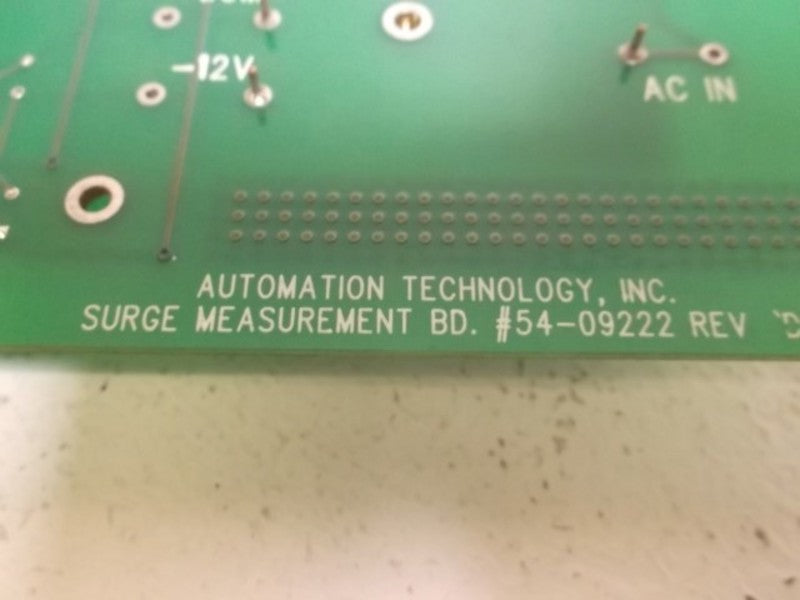 -12V
AC IN
AUTOMATION TECHNOLOGY, INC.
SURGE MEASUREMENT BD. #54-09222 REV